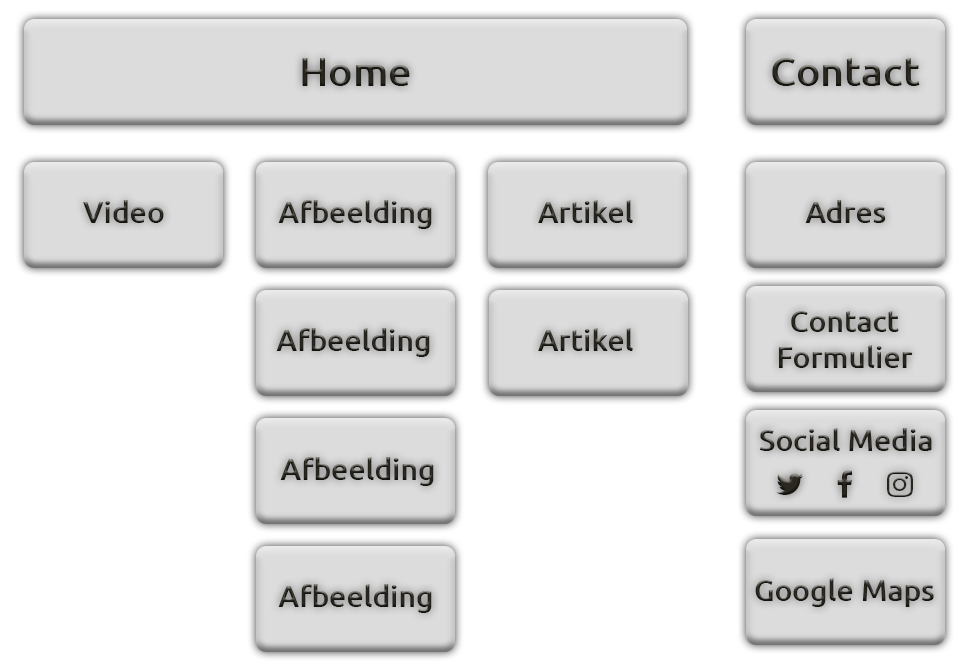 Home
Contact
Video
Afbeelding
Artikel
Adres
Afbeelding
Artikel
Contact
Formulier
Afbeelding
Social Media
Afbeelding
Google Maps